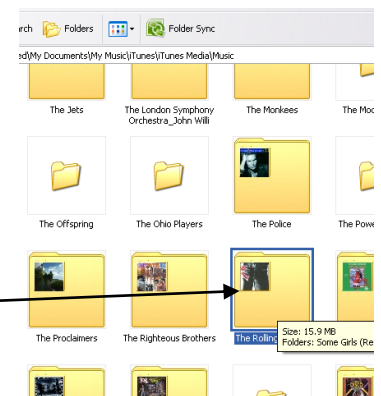 rch Folders Folder Sync
ed\My Documents\My Music\iTunes\iTunes Media\Music
The Jets The London Symphony Orchestra_John Willi The Monkees The Moo
The Offspring The Ohio Players The Police The Powe
The Proclaimers The Righteous Brothers The Rolling
Size: 15.9 MB
Folders: Some Girls (Re